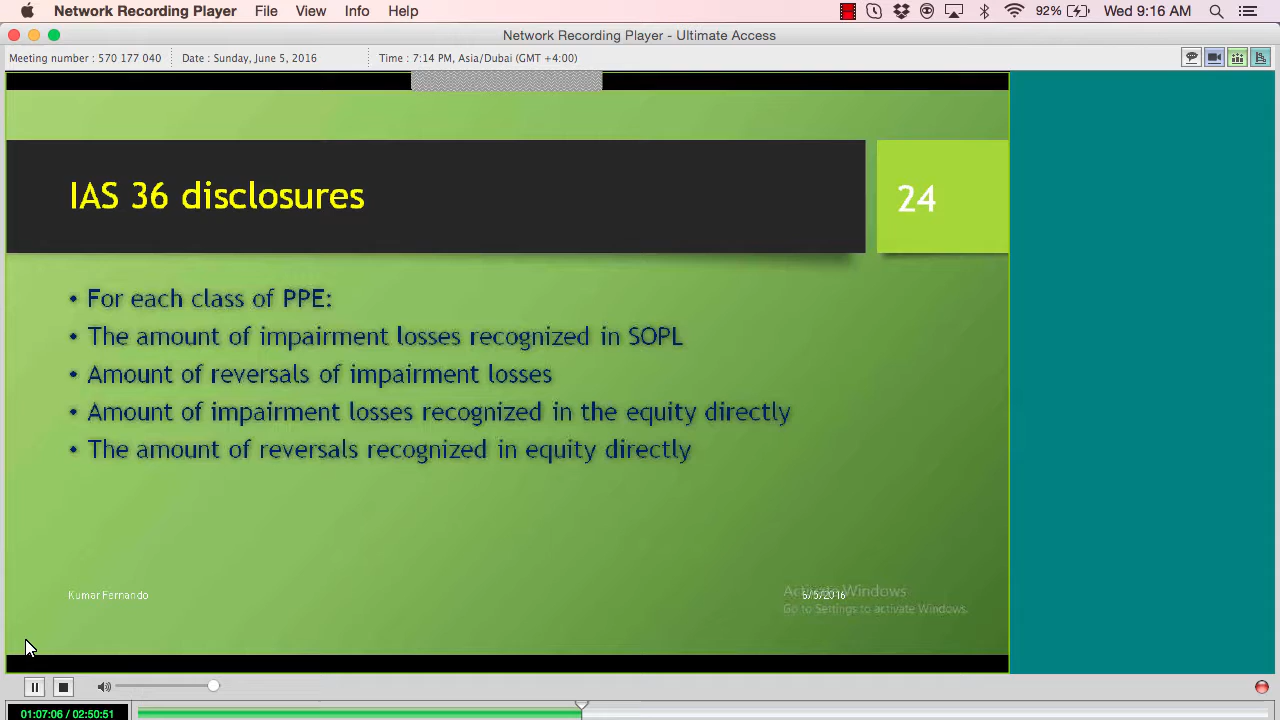 Network Recording Player File View Info Help 92% Wed 9:16 AM
Network Recording Player - Ultimate Access
Meeting number : 570 177 040 Date : Sunday, June 5, 2016 Time : 7:14 PM, Asia/Dubai (GMT +4:00)
IAS 36 disclosures
24
• For each class of PPE:
• The amount of impairment losses recognized in SOPL
• Amount of reversals of impairment losses
• Amount of impairment losses recognized in the equity directly
• The amount of reversals recognized in equity directly
Kumar Fernando
6/5/2016
Activate Windows
Go to Settings to activate Windows.
01:07:06 / 02:50:51